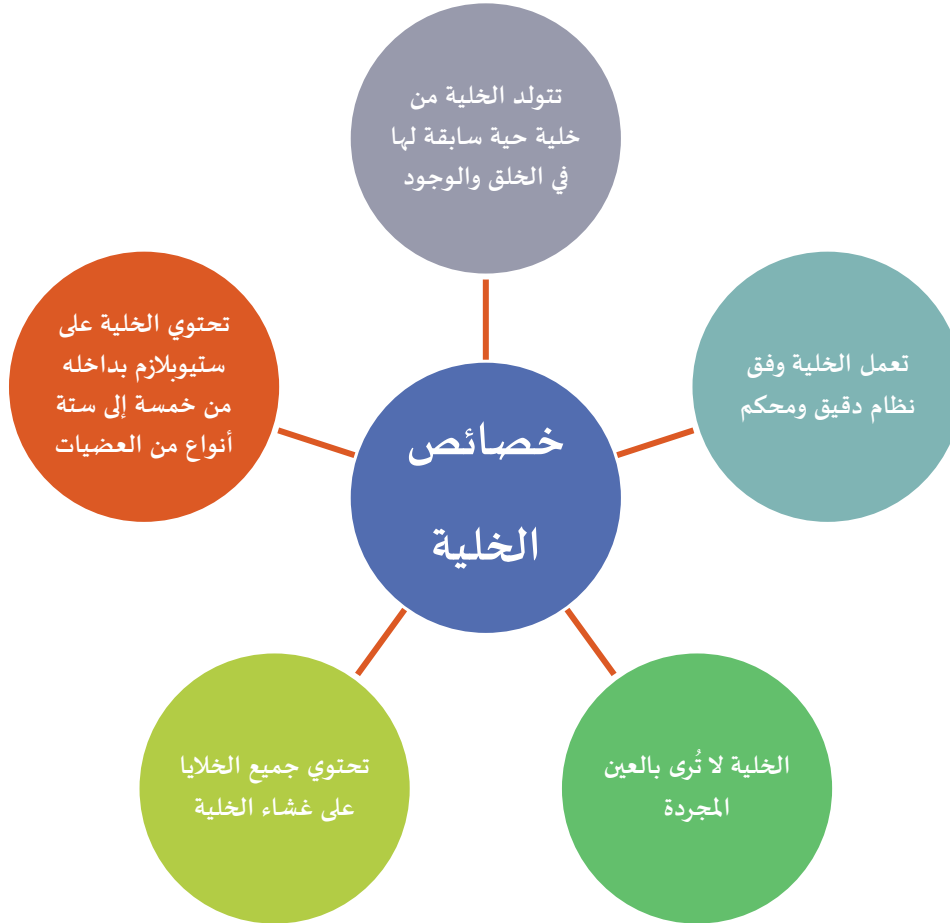 تتولد الخلية من
خلية حية سابقة لها
في الخلق والوجود
تعمل الخلية وفق
نظام دقيق ومحكم
تحتوي الخلية على
ستيوبلازم بداخله
من خمسة إلى ستة
أنواع من العضيات
خصائص
الخلية
الخلية لا تُرى بالعين
المجردة
تحتوي جميع الخلايا
على غشاء الخلية